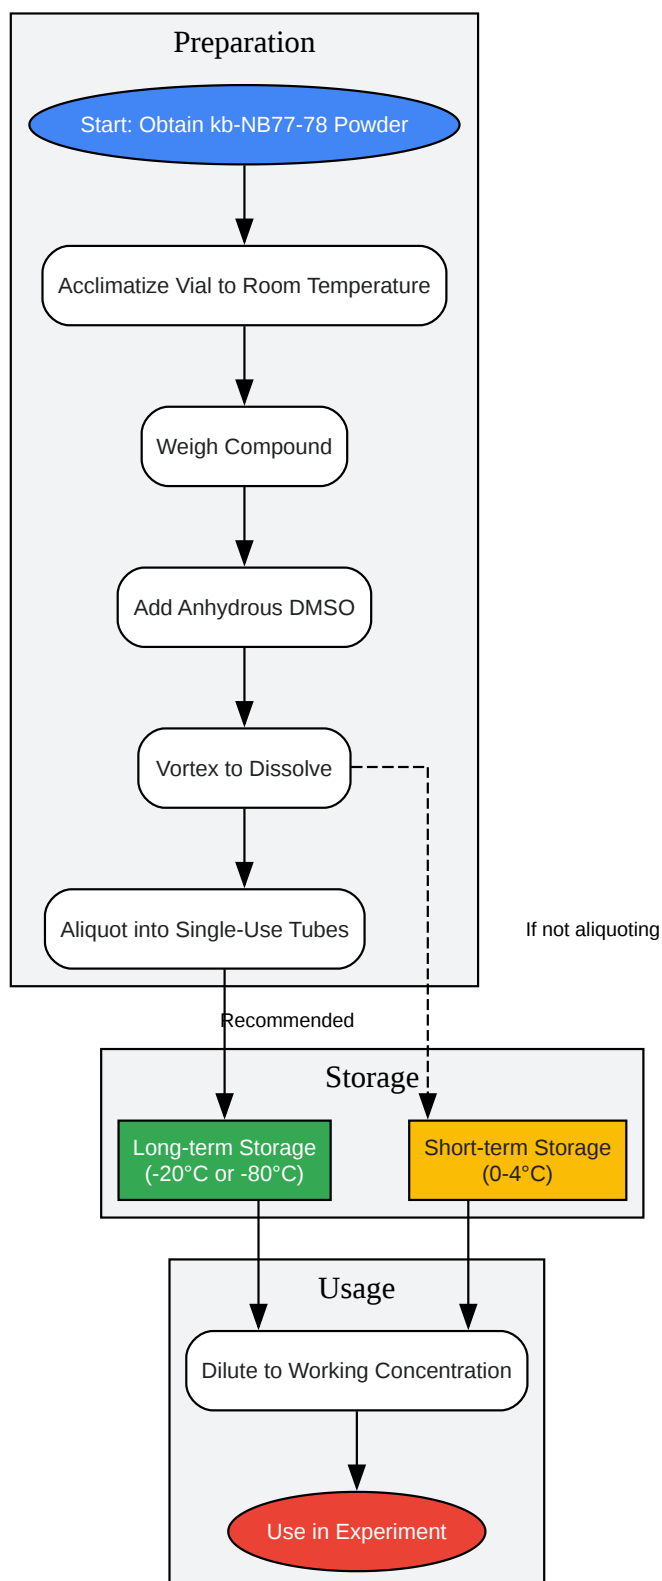 Preparation
Start: Obtain kb-NB77-78 Powder
Acclimatize Vial to Room Temperature
Weigh Compound
Add Anhydrous DMSO
Vortex to Dissolve
Aliquot into Single-Use Tubes
If not aliquoting
Recommended
Storage
Long-term Storage
(-20°C or -80°C)
Short-term Storage
(0-4°C)
Usage
Dilute to Working Concentration
Use in Experiment